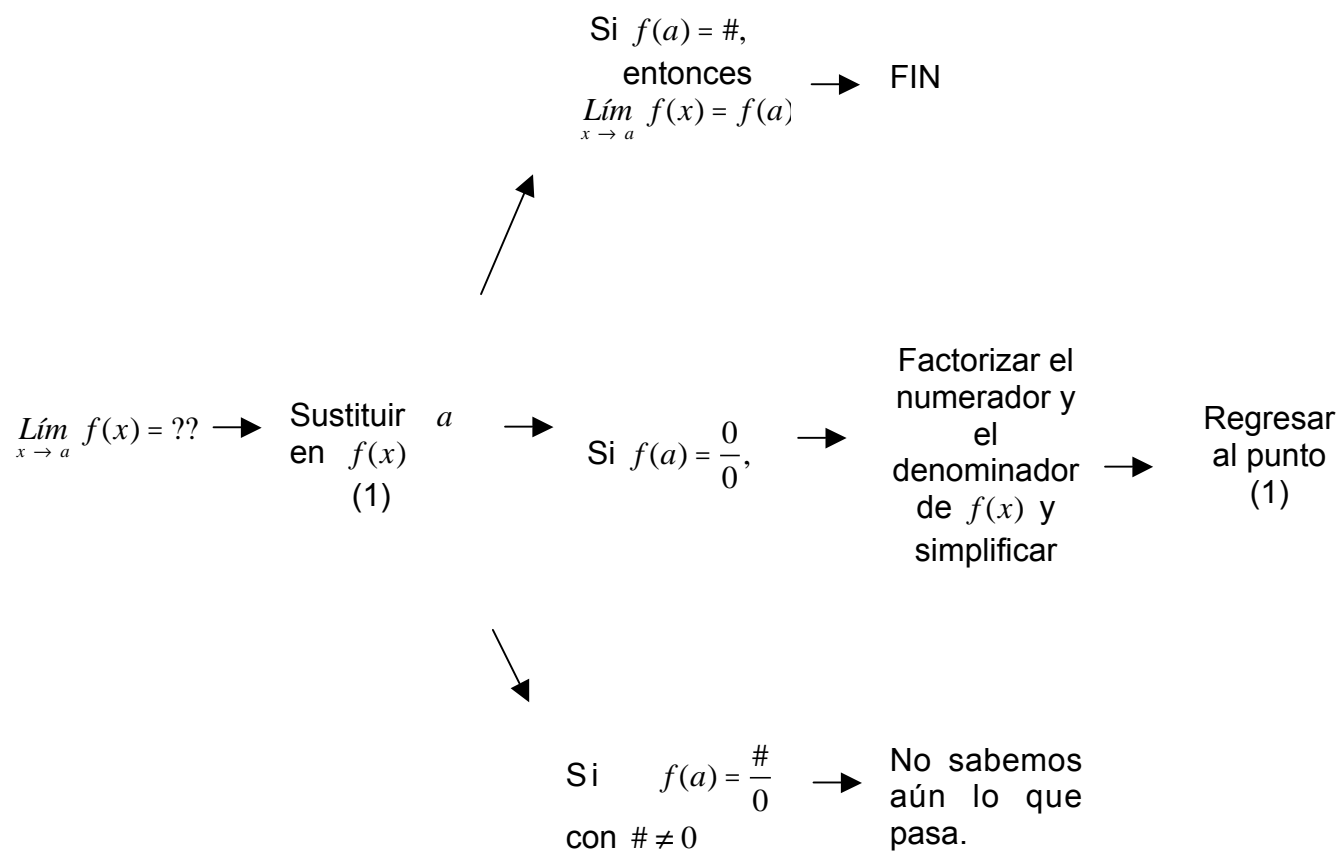 Si f(a) = #,
entonces
Lím f(x) = f(a)
x → a
FIN
Lím f(x) = ??
x → a
Sustituir a
en f(x)
(1)
Si f(a) = 0/0,
Factorizar el
numerador y
el
denominador
de f(x) y
simplificar
Regresar
al punto
(1)
Si f(a) = #/0
con # ≠ 0
No sabemos
aún lo que
pasa.